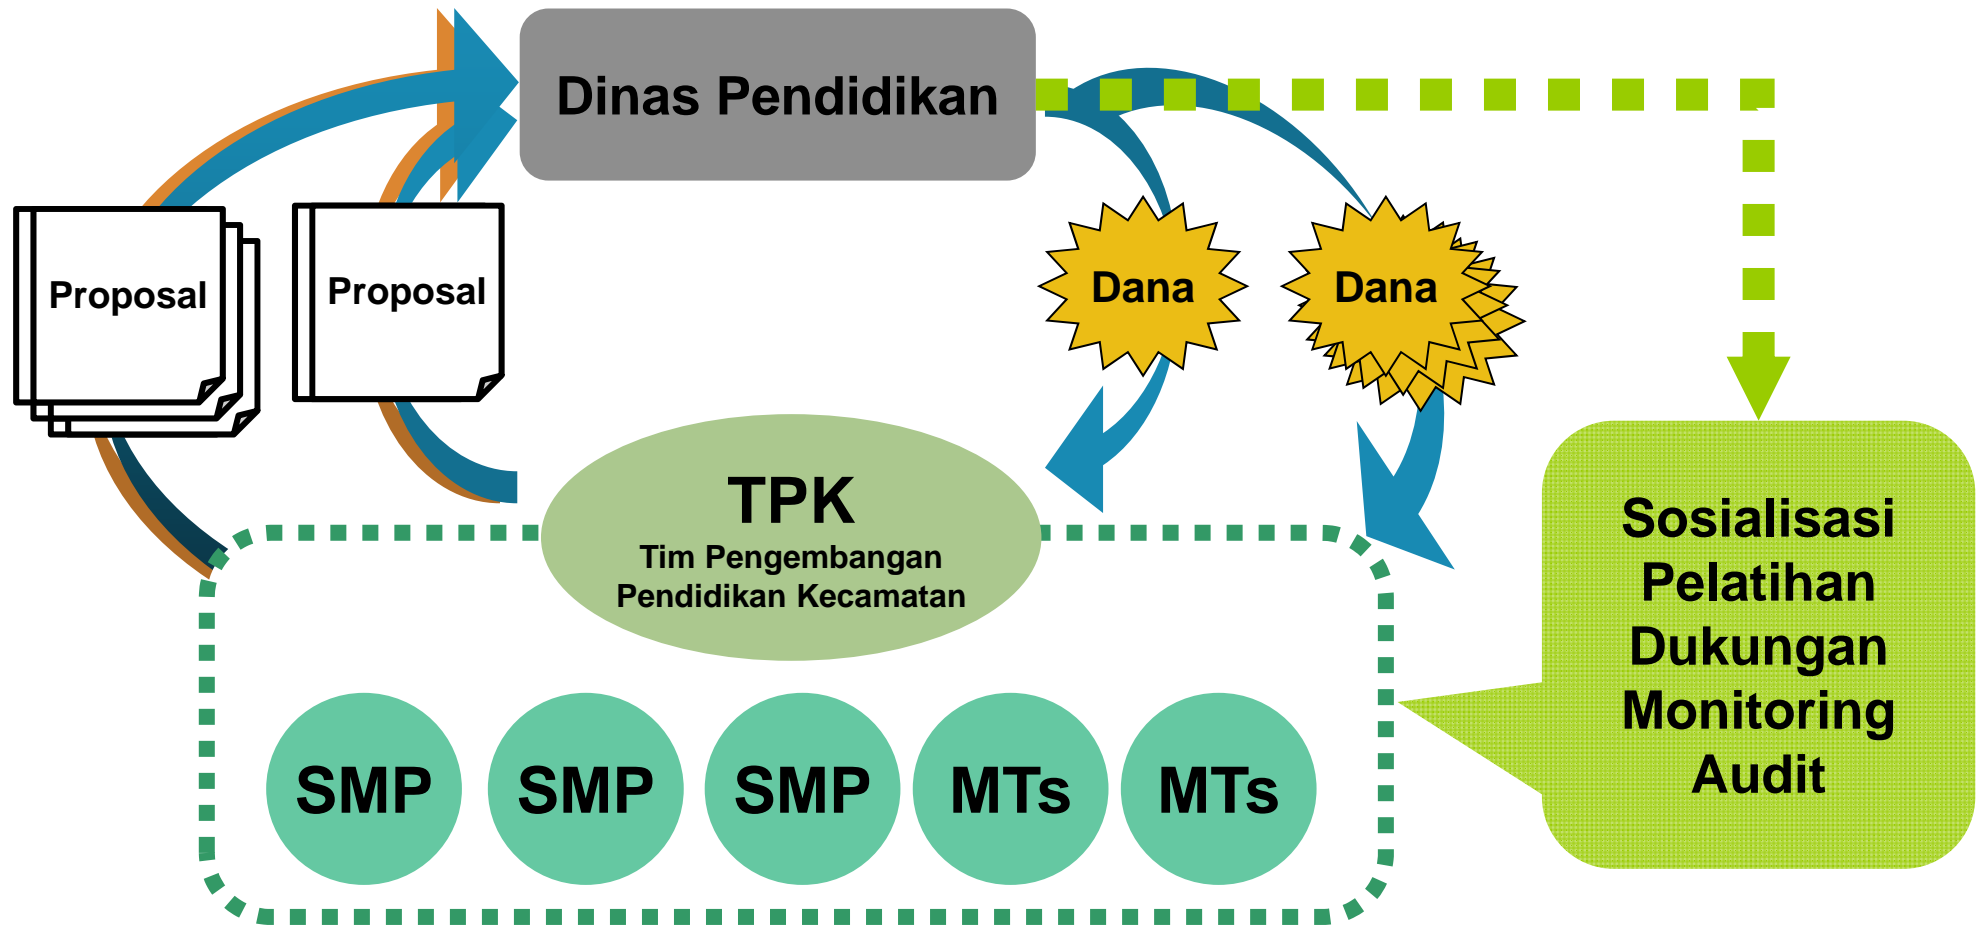 Dinas Pendidikan
Proposal
Proposal
Dana
Dana
TPK
Tim Pengembangan
Pendidikan Kecamatan
Sosialisasi
Pelatihan
Dukungan
Monitoring
Audit
SMP
SMP
SMP
MTs
MTs